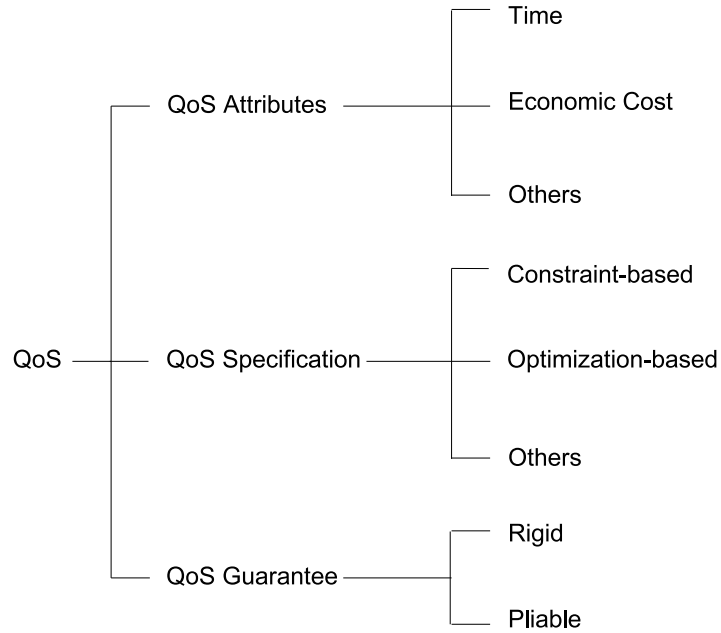 Time
QoS Attributes
Economic Cost
Others
Constraint-based
QoS
QoS Specification
Optimization-based
Others
Rigid
QoS Guarantee
Pliable